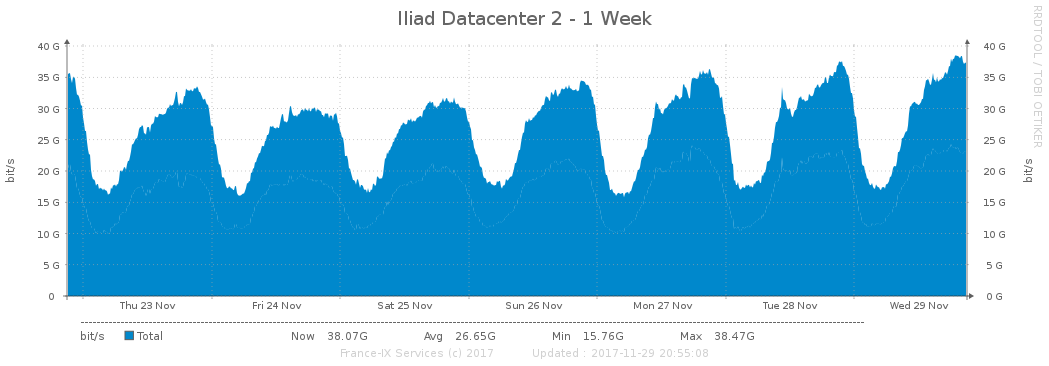 Iliad Datacenter 2 - 1 Week
RRDTOOL / TOBI OETIKER
bit/s
bit/s
40 G 40 G
35 G 35 G
30 G 30 G
25 G 25 G
20 G 20 G
15 G 15 G
10 G 10 G
5 G 5 G
0 0 G
Thu 23 Nov Fri 24 Nov Sat 25 Nov Sun 26 Nov Mon 27 Nov Tue 28 Nov Wed 29 Nov
bit/s Total Now 38.07G Avg 26.65G Min 15.76G Max 38.47G
France-IX Services (c) 2017 Updated : 2017-11-29 20:55:08